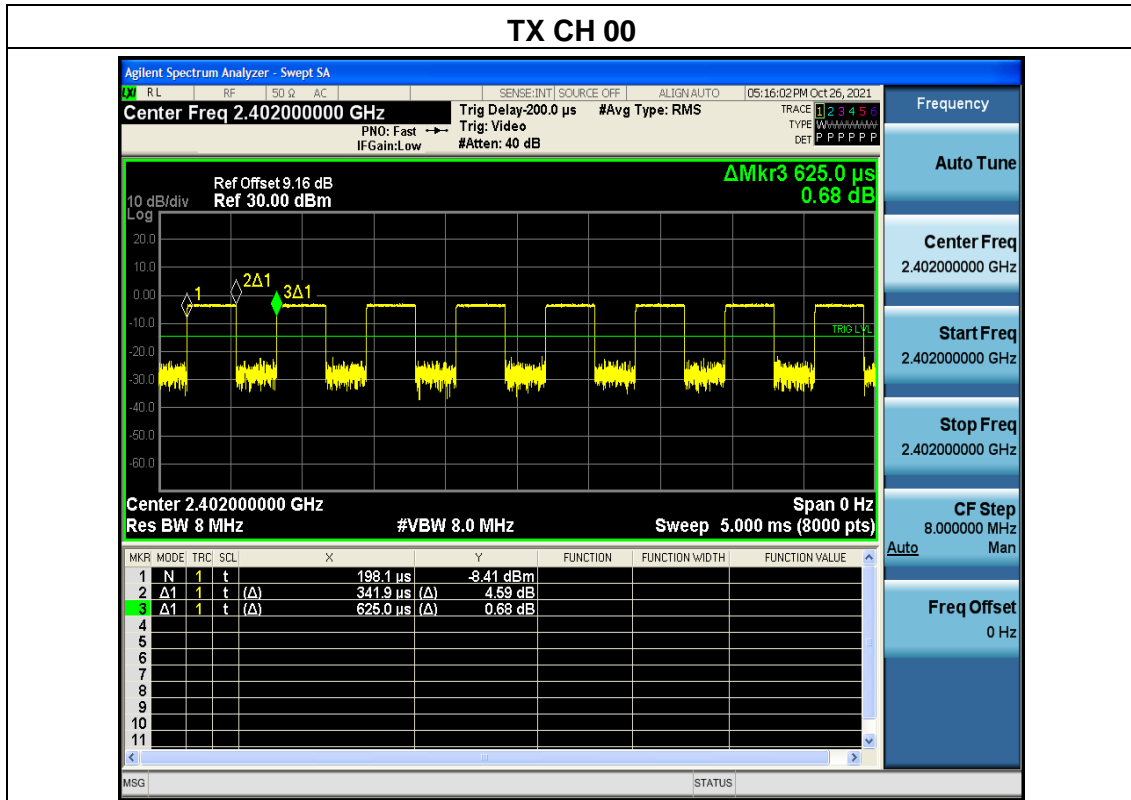 TX CH 00
Agilent Spectrum Analyzer - Swept SA
LXI RL RF 50 Ω AC SENSE:INT SOURCE OFF ALIGN AUTO 05:16:02 PM Oct 26, 2021
Center Freq 2.402000000 GHz
PNO: Fast
IFGain:Low
Trig Delay-200.0 µs #Avg Type: RMS
Trig: Video
#Atten: 40 dB
TRACE 1 2 3 4 5 6
TYPE WWWWWW
DET P P P P P P
Frequency
Auto Tune
Center Freq
2.402000000 GHz
Start Freq
2.402000000 GHz
Stop Freq
2.402000000 GHz
CF Step
8.000000 MHz
Auto Man
Freq Offset
0 Hz
ΔMkr3 625.0 µs
0.68 dB
Ref Offset 9.16 dB
10 dB/div Ref 30.00 dBm
Log
20.0
10.0
0.00
-10.0
-20.0
-30.0
-40.0
-50.0
-60.0
1
2Δ1
3Δ1
TRIG LVL
Center 2.402000000 GHz Span 0 Hz
Res BW 8 MHz #VBW 8.0 MHz Sweep 5.000 ms (8000 pts)
MKR MODE TRC SCL X Y FUNCTION FUNCTION WIDTH FUNCTION VALUE
1 N 1 t 198.1 µs -8.41 dBm
2 Δ1 1 t (Δ) 341.9 µs (Δ) 4.59 dB
3 Δ1 1 t (Δ) 625.0 µs (Δ) 0.68 dB
4
5
6
7
8
9
10
11
MSG STATUS